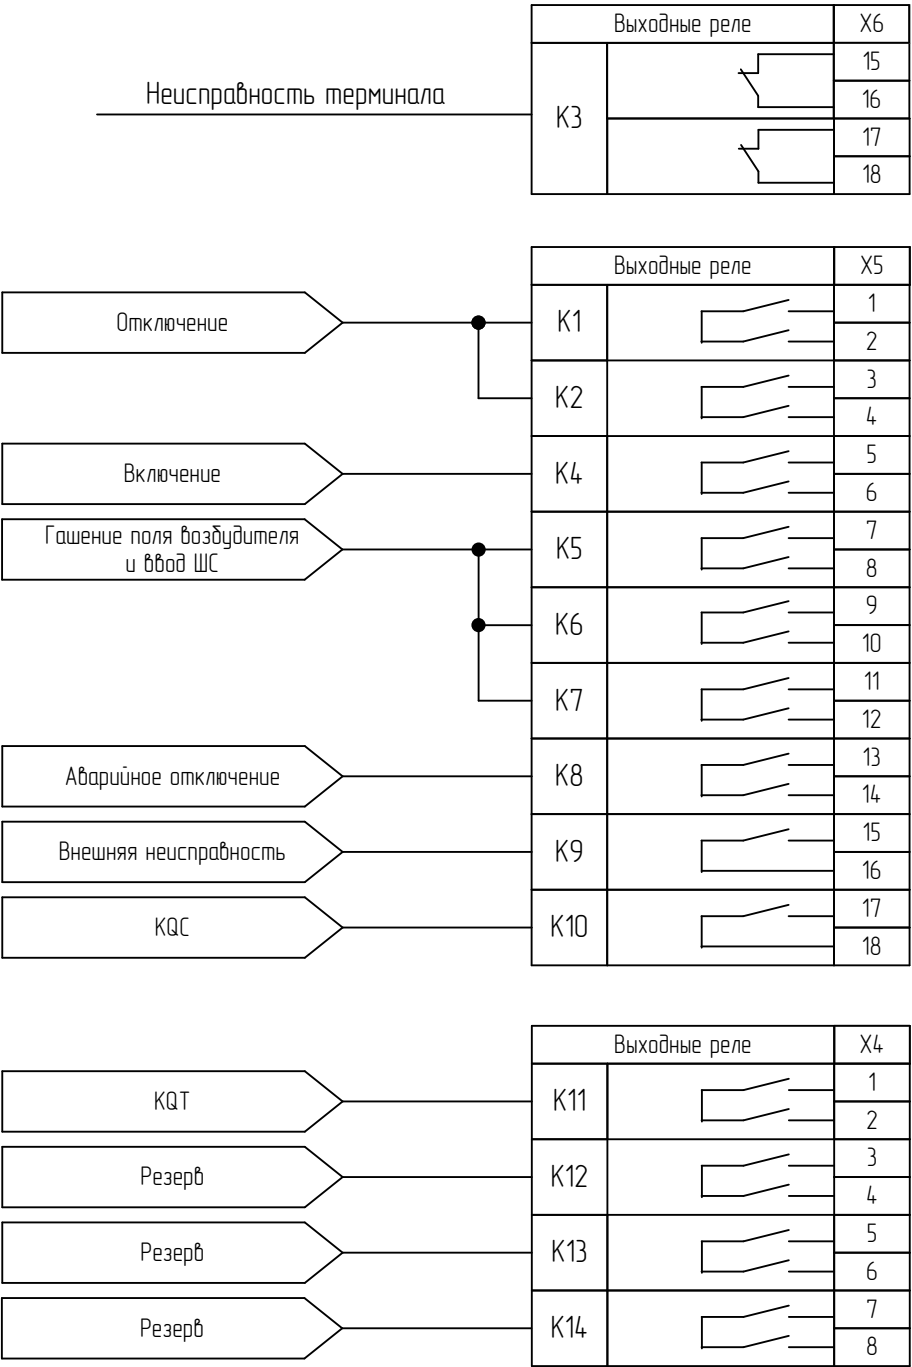 Выходные реле X6
Неисправность терминала
K3
15
16
17
18
Выходные реле X5
Отключение
K1
1
2
K2
3
4
Включение
K4
5
6
Гашение поля возбудителя
и ввод ШС
K5
7
8
K6
9
10
K7
11
12
Аварийное отключение
K8
13
14
Внешняя неисправность
K9
15
16
KQC
K10
17
18
Выходные реле X4
KQT
K11
1
2
Резерв
K12
3
4
Резерв
K13
5
6
Резерв
K14
7
8